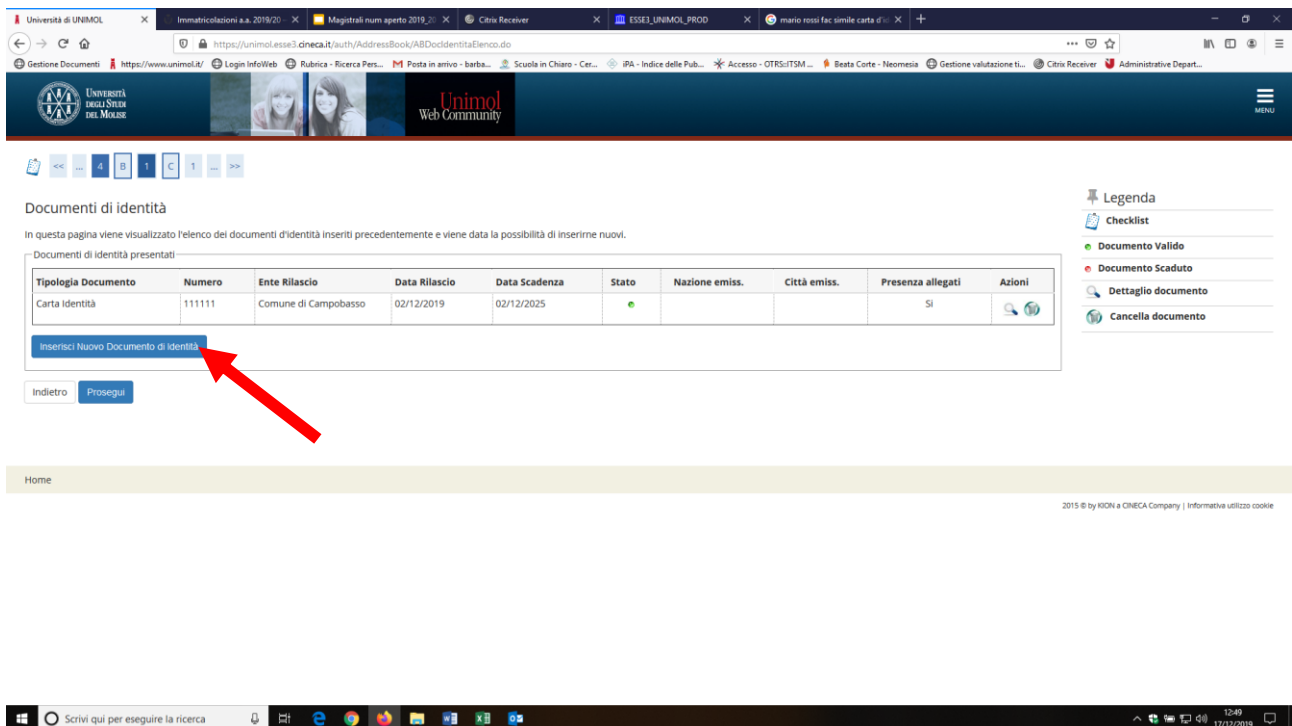 Università di UNIMOL
Immatricolazioni a.a. 2019/20 -
Magistrali num aperto 2019_20
Citrix Receiver
ESSE3_UNIMOL_PROD
mario rossi fac simile carta d'id
https://unimol.esse3.cineca.it/auth/AddressBook/ABDocIdentitaElenco.do
Gestione Documenti
https://www.unimol.it/
Login InfoWeb
Rubrica - Ricerca Pers...
Posta in arrivo - barba...
Scuola in Chiaro - Cer...
iPA - Indice delle Pub...
Accesso - OTRS::ITSM ...
Beata Corte - Neomesia
Gestione valutazione ti...
Citrix Receiver
Administrative Depart...
Università
degli Studi
del Molise
Unimol
Web Community
MENU
<< ... 4 B 1 C 1 ... >>
Documenti di identità
In questa pagina viene visualizzato l'elenco dei documenti d'identità inseriti precedentemente e viene data la possibilità di inserirne nuovi.
Documenti di identità presentati
Tipologia Documento Numero Ente Rilascio Data Rilascio Data Scadenza Stato Nazione emiss. Città emiss. Presenza allegati Azioni
Carta Identità 111111 Comune di Campobasso 02/12/2019 02/12/2025 Sì
Inserisci Nuovo Documento di Identità
Indietro Prosegui
Legenda
Checklist
Documento Valido
Documento Scaduto
Dettaglio documento
Cancella documento
Home
2015 © by KION a CINECA Company | Informativa utilizzo cookie
Scrivi qui per eseguire la ricerca
12:49
17/12/2019